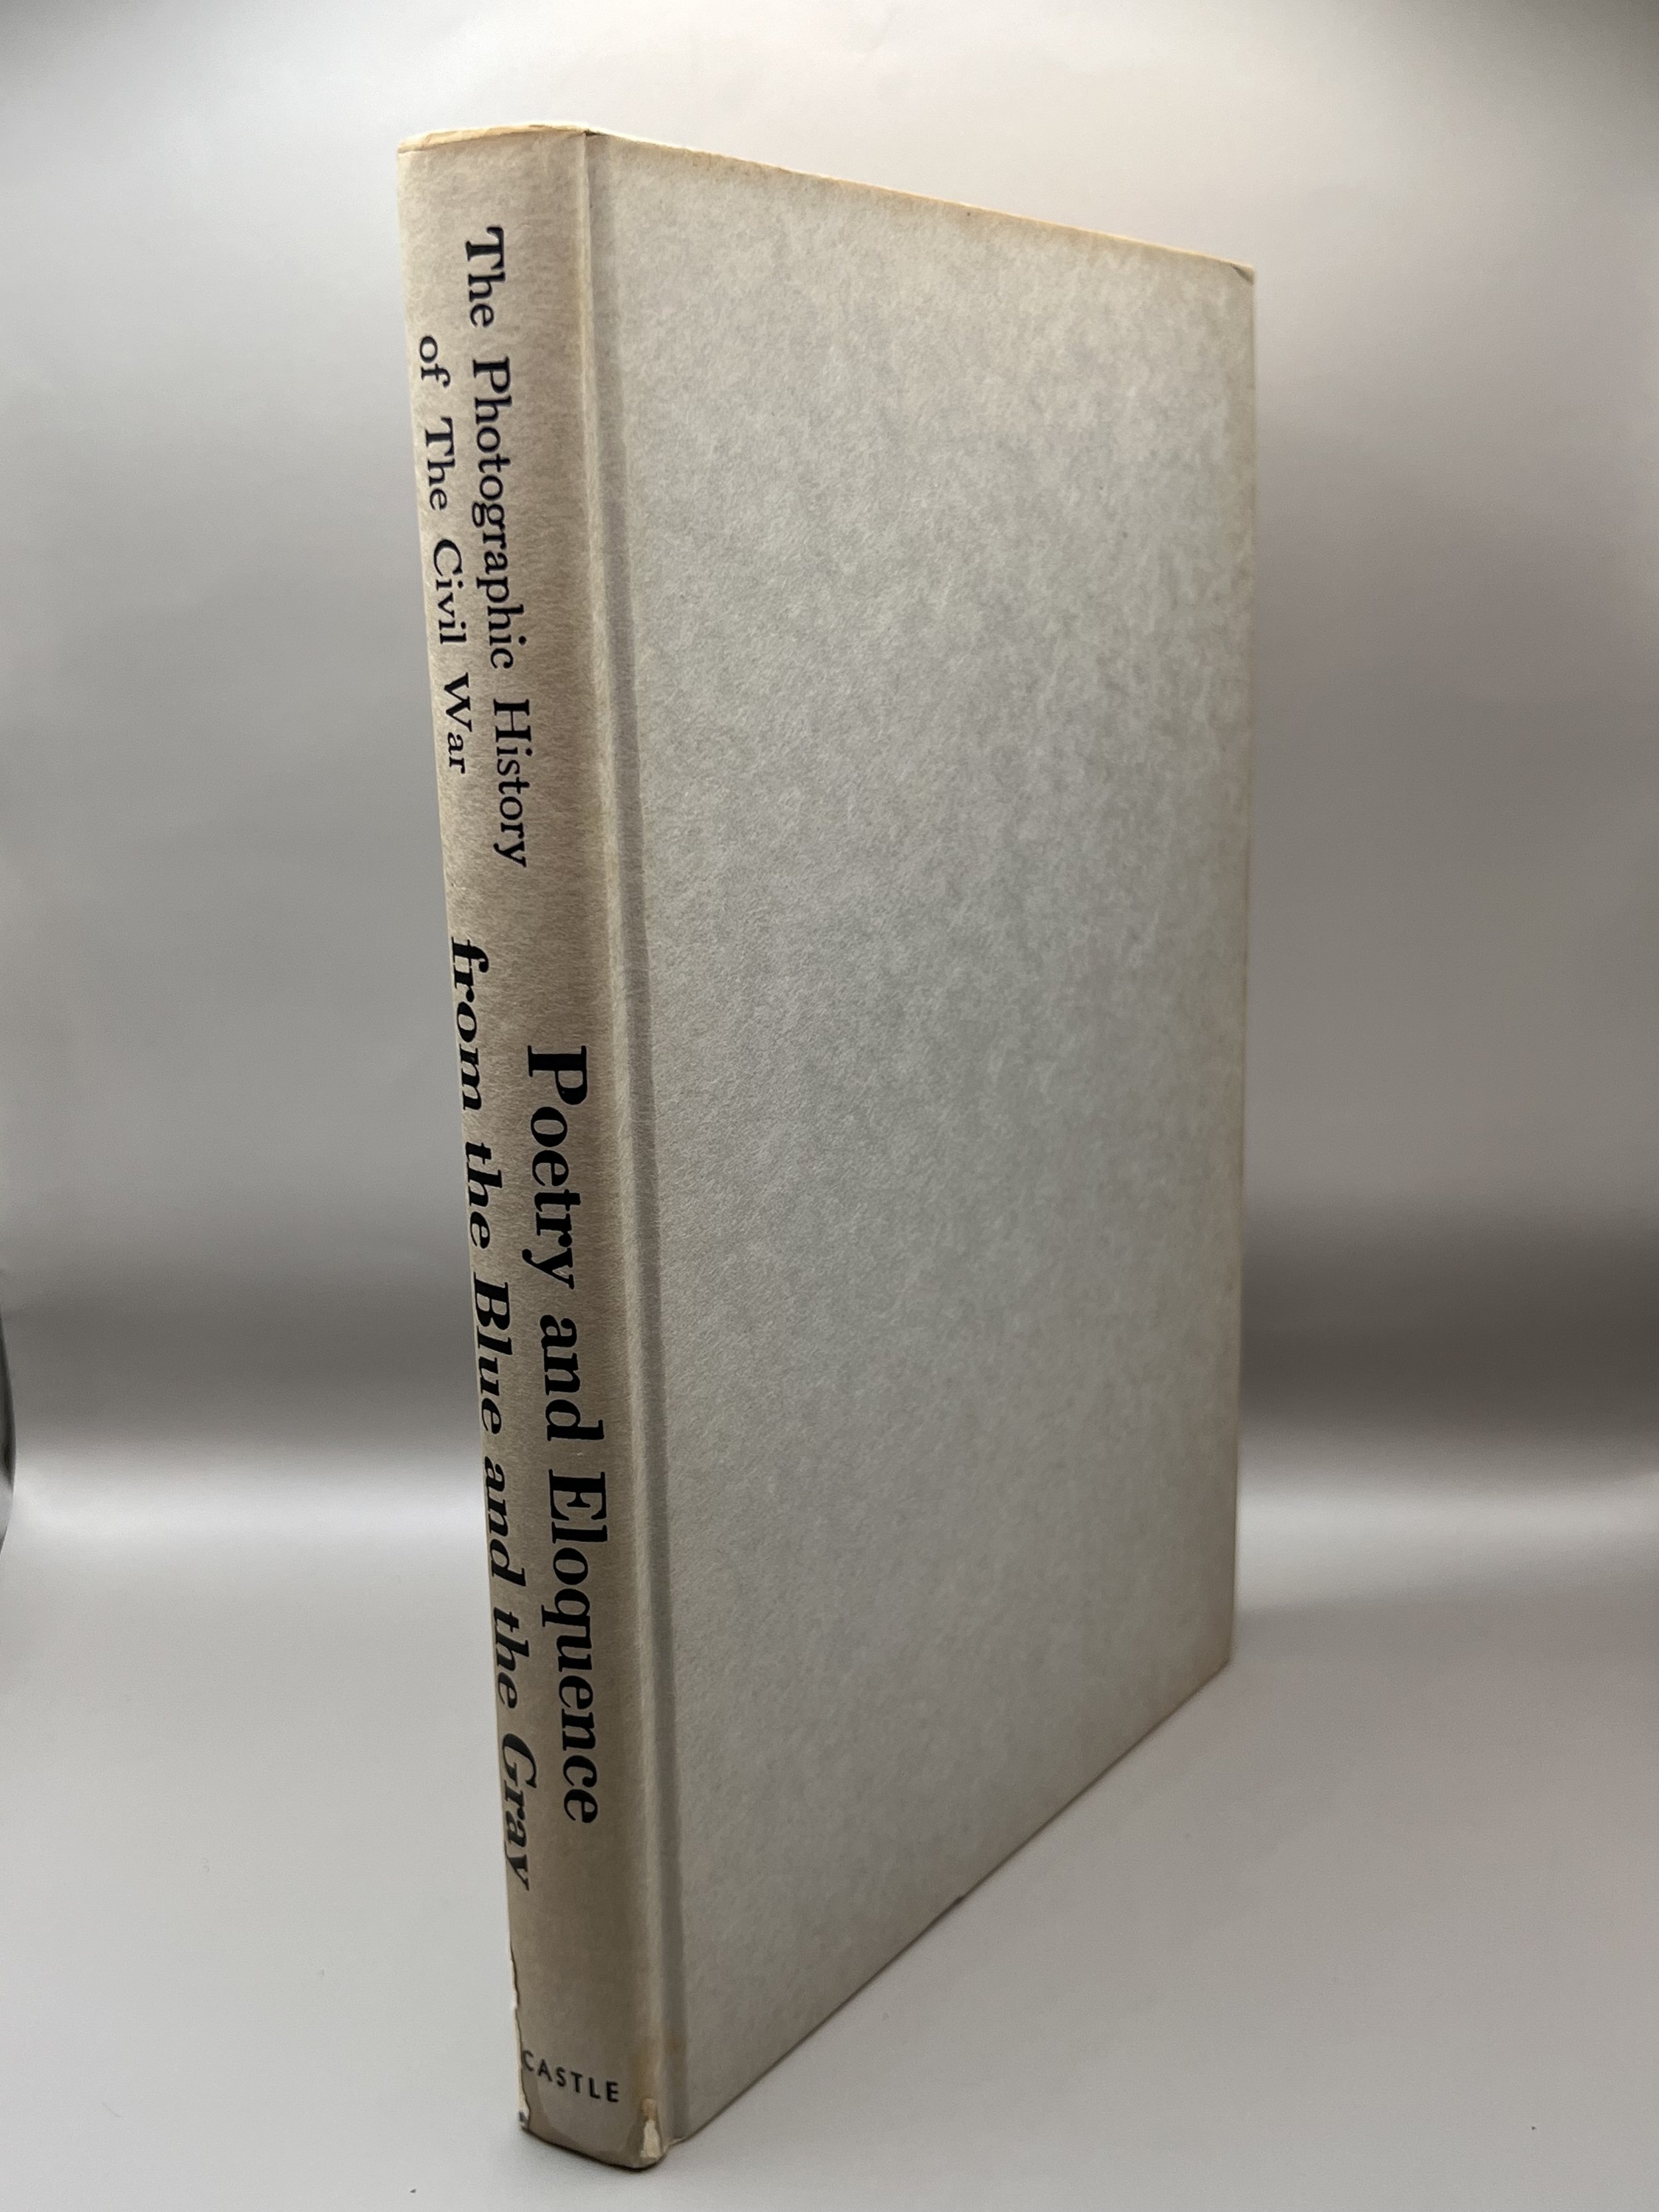 The Photographic History
of The Civil War
Poetry and Eloquence
from the Blue and the Gray
CASTLE